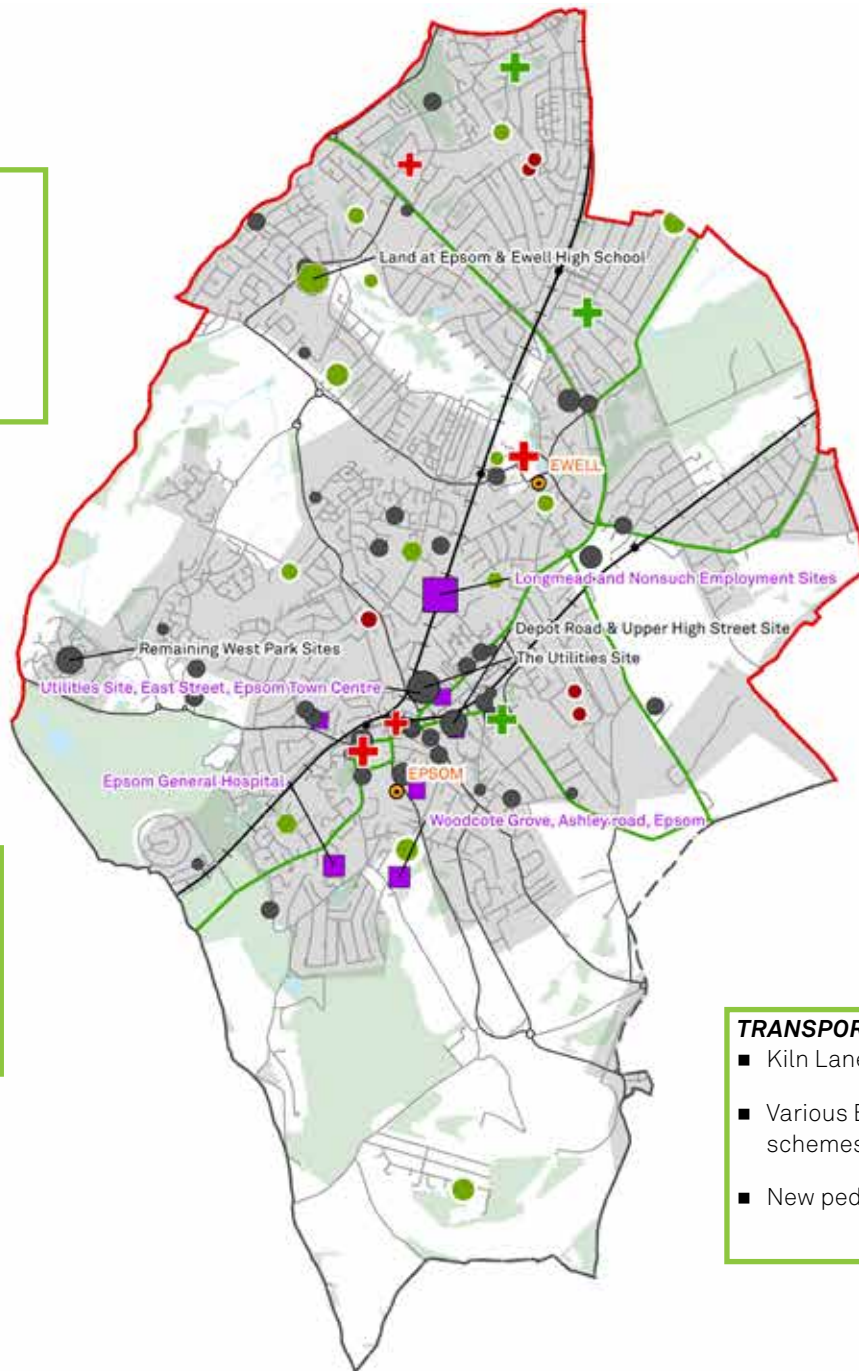 Land at Epsom & Ewell High School
EWELL
Longmead and Nonsuch Employment Sites
Depot Road & Upper High Street Site
Remaining West Park Sites
The Utilities Site
Utilities Site, East Street, Epsom Town Centre
EPSOM
Epsom General Hospital
Woodcote Grove, Ashley road, Epsom
TRANSPOR
■ Kiln Lane
■ Various E
schemes
■ New ped